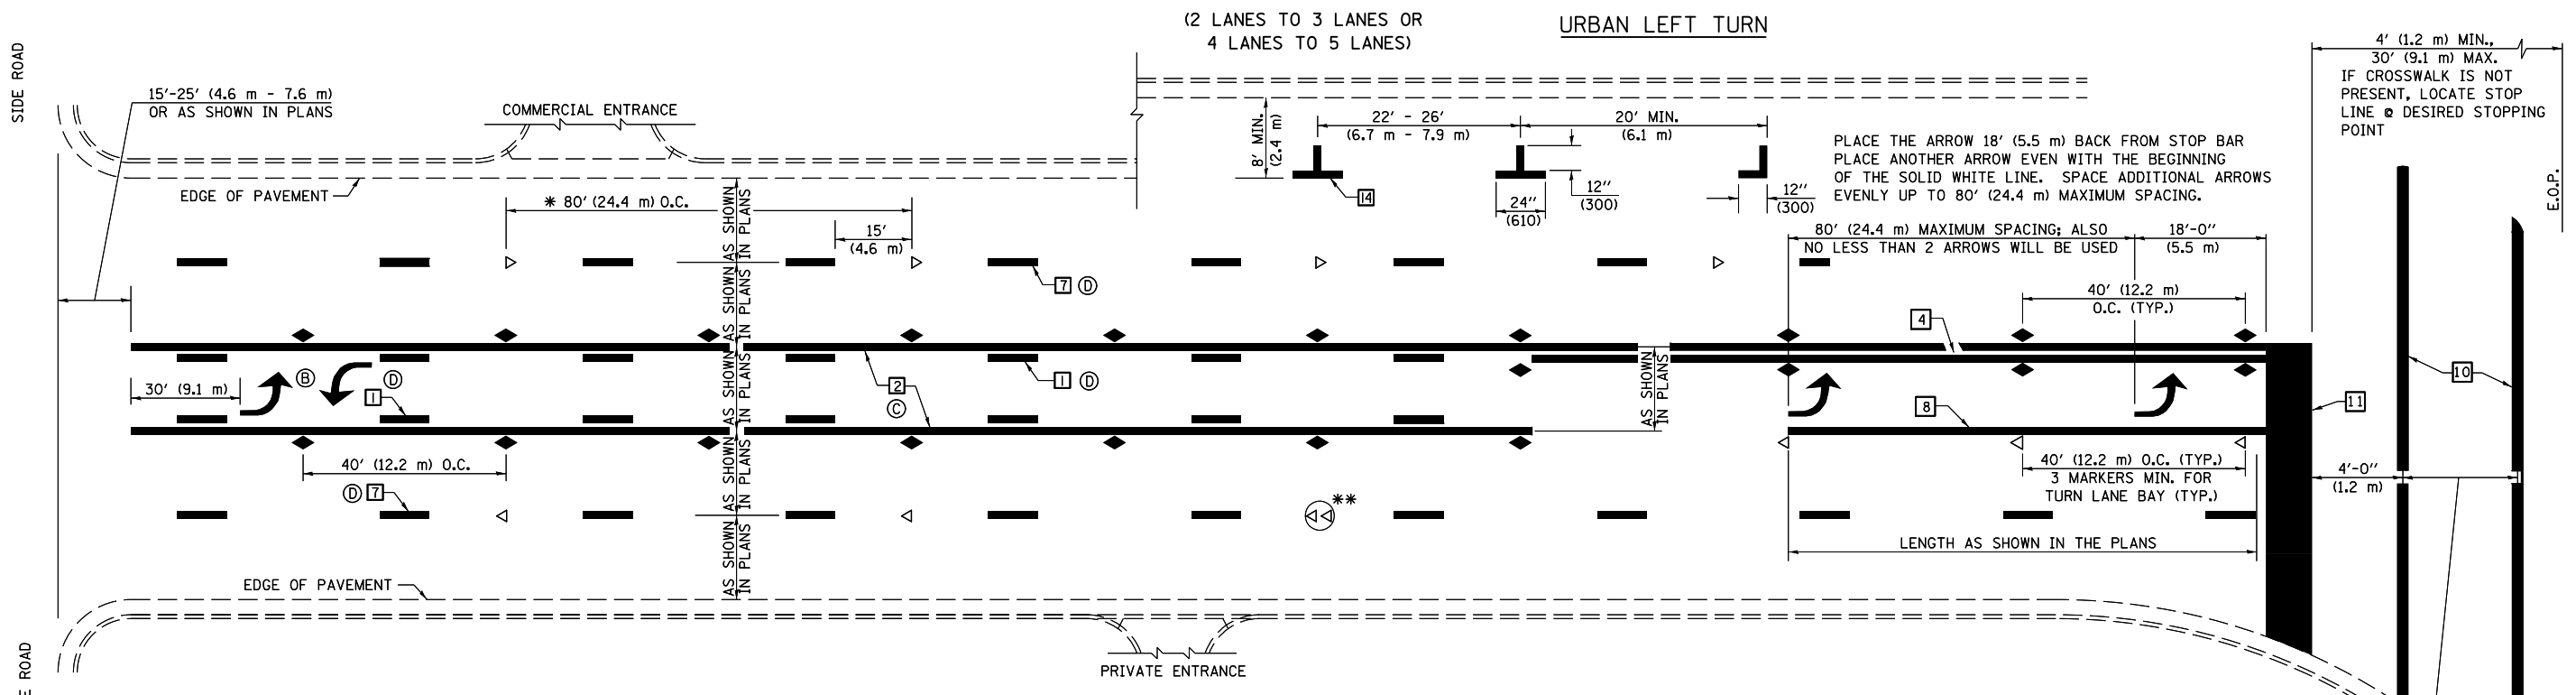 (2 LANES TO 3 LANES OR
4 LANES TO 5 LANES)
URBAN LEFT TURN
SIDE ROAD
15'-25' (4.6 m - 7.6 m)
OR AS SHOWN IN PLANS
COMMERCIAL ENTRANCE
EDGE OF PAVEMENT
* 80' (24.4 m) O.C.
15'
(4.6 m)
8' MIN.
(2.4 m)
22' - 26'
(6.7 m - 7.9 m)
20' MIN.
(6.1 m)
14
24"
(610)
12"
(300)
12"
(300)
PLACE THE ARROW 18' (5.5 m) BACK FROM STOP BAR
PLACE ANOTHER ARROW EVEN WITH THE BEGINNING
OF THE SOLID WHITE LINE. SPACE ADDITIONAL ARROWS
EVENLY UP TO 80' (24.4 m) MAXIMUM SPACING.
4' (1.2 m) MIN.,
30' (9.1 m) MAX.
IF CROSSWALK IS NOT
PRESENT, LOCATE STOP
LINE @ DESIRED STOPPING
POINT
E.O.P.
80' (24.4 m) MAXIMUM SPACING; ALSO
NO LESS THAN 2 ARROWS WILL BE USED
18'-0"
(5.5 m)
40' (12.2 m)
O.C. (TYP.)
AS SHOWN
IN PLANS
AS SHOWN
IN PLANS
AS SHOWN
IN PLANS
AS SHOWN
IN PLANS
AS SHOWN
IN PLANS
7 D
4
30' (9.1 m)
B
D
1
2
C
1 D
AS SHOWN
IN PLANS
8
11
10
40' (12.2 m) O.C.
D 7
**
40' (12.2 m) O.C. (TYP.)
3 MARKERS MIN. FOR
TURN LANE BAY (TYP.)
4'-0"
(1.2 m)
LENGTH AS SHOWN IN THE PLANS
EDGE OF PAVEMENT
PRIVATE ENTRANCE
E ROAD